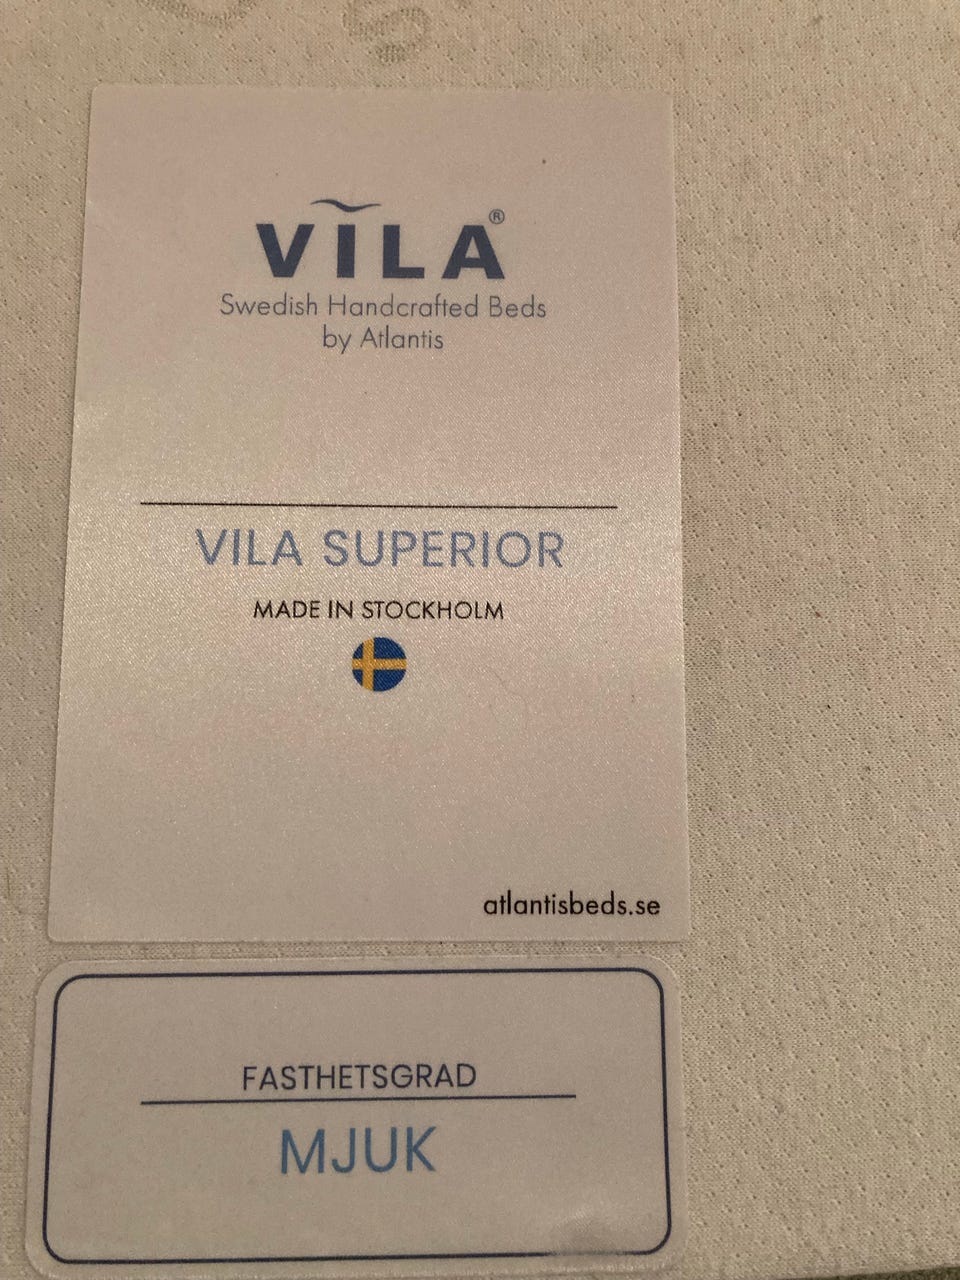 VILA®
Swedish Handcrafted Beds
by Atlantis
VILA SUPERIOR
MADE IN STOCKHOLM
atlantisbeds.se
FASTHETSGRAD
MJUK